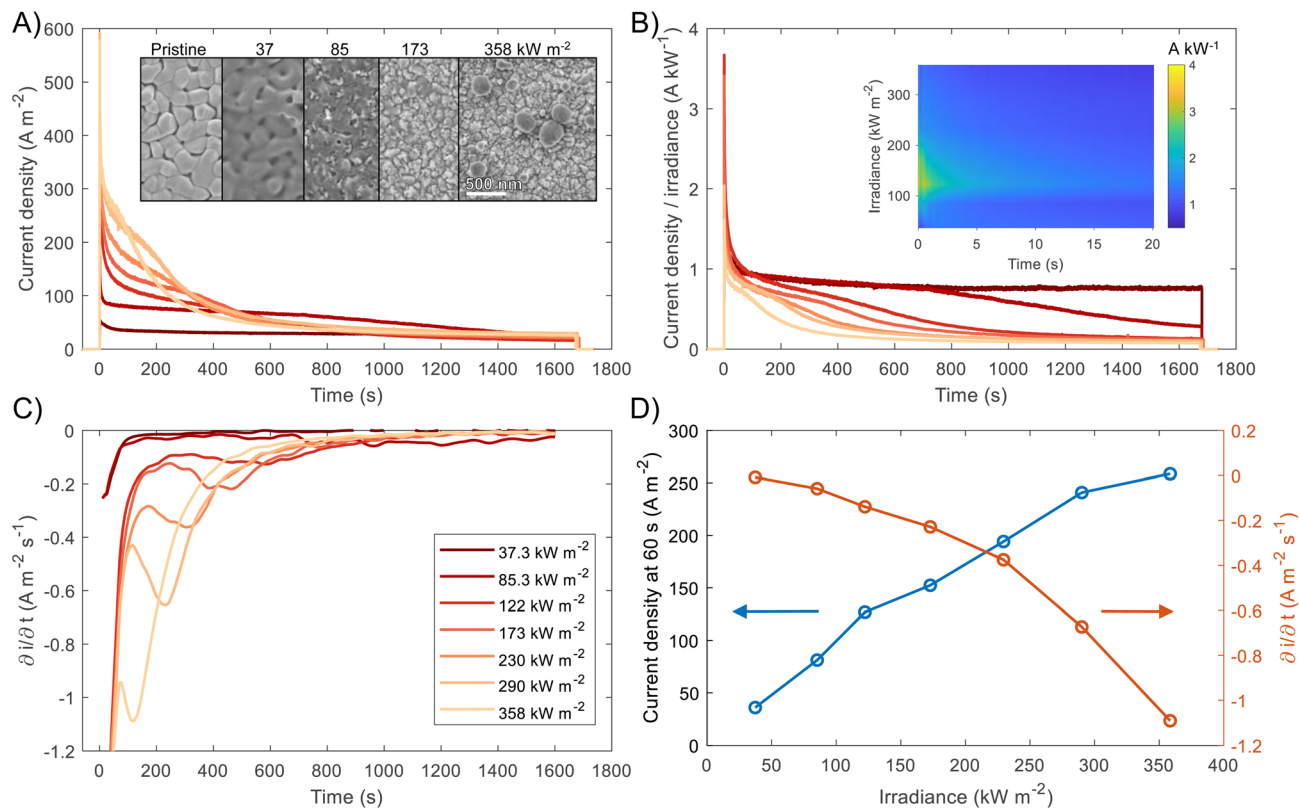 A)
600
500
400
300
200
100
0
Current density (A m-2)
Pristine 37 85 173 358 kW m-2
500 nm
0 200 400 600 800 1000 1200 1400 1600 1800
Time (s)
B)
4
3
2
1
0
Current density / irradiance (A kW-1)
A kW-1
4
3
2
1
300
200
100
Irradiance (kW m-2)
0 5 10 15 20
Time (s)
0 200 400 600 800 1000 1200 1400 1600 1800
Time (s)
C)
0
-0.2
-0.4
-0.6
-0.8
-1
-1.2
∂ i/∂ t (A m-2 s-1)
37.3 kW m-2
85.3 kW m-2
122 kW m-2
173 kW m-2
230 kW m-2
290 kW m-2
358 kW m-2
0 200 400 600 800 1000 1200 1400 1600 1800
Time (s)
D)
300
250
200
150
100
50
0
Current density at 60 s (A m-2)
0.2
0
-0.2
-0.4
-0.6
-0.8
-1
-1.2
∂ i/∂ t (A m-2 s-1)
0 50 100 150 200 250 300 350 400
Irradiance (kW m-2)